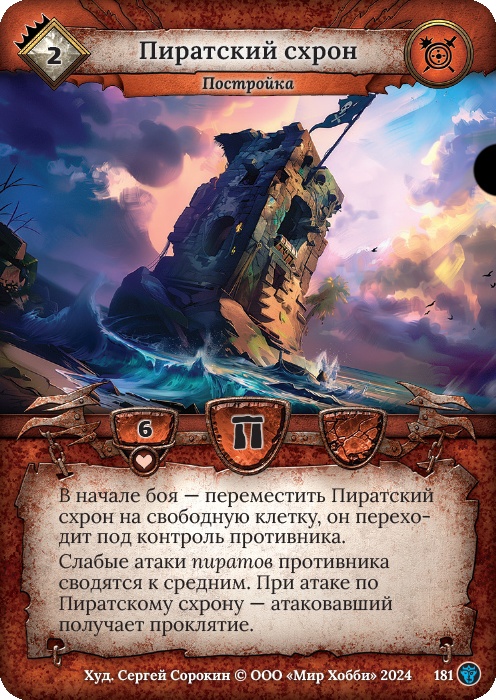 2
Пиратский схрон
Постройка
6
В начале боя — переместить Пиратский
схрон на свободную клетку, он перехо-
дит под контроль противника.
Слабые атаки пиратов противника
сводятся к средним. При атаке по
Пиратскому схрону — атаковавший
получает проклятие.
Худ. Сергей Сорокин © ООО «Мир Хобби» 2024
181